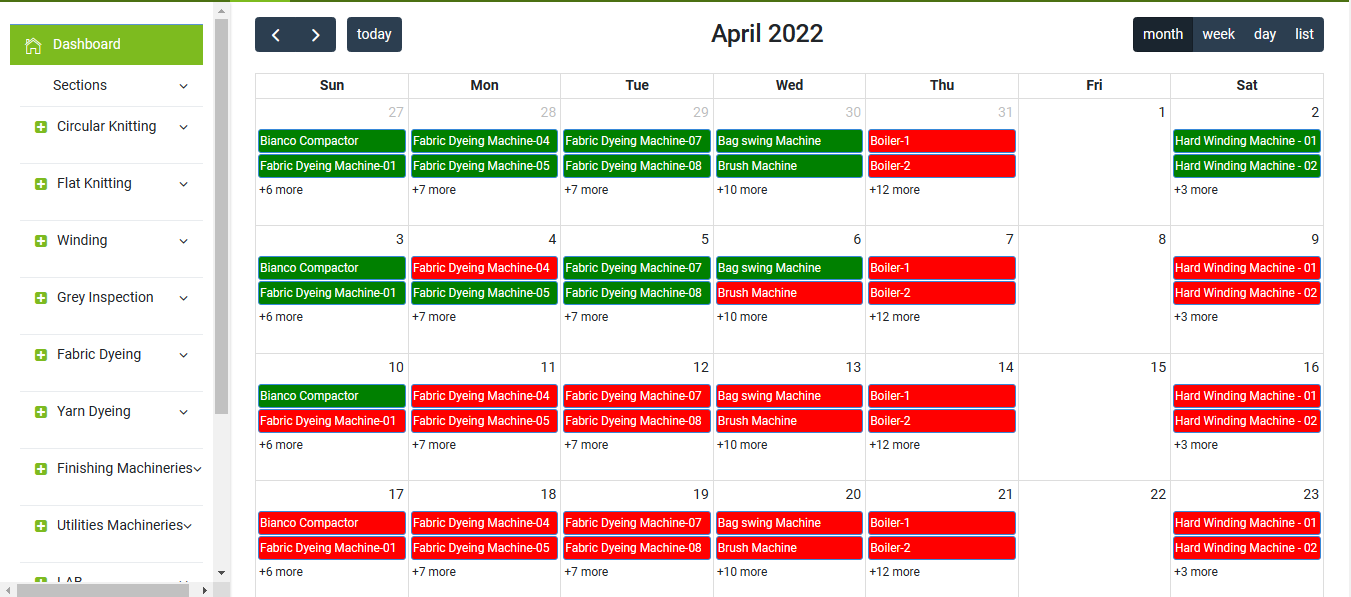 Dashboard
Sections
Circular Knitting
Flat Knitting
Winding
Grey Inspection
Fabric Dyeing
Yarn Dyeing
Finishing Machineries
Utilities Machineries
LAB
today
April 2022
month week day list
Sun Mon Tue Wed Thu Fri Sat
27 28 29 30 31 1 2
Bianco Compactor Fabric Dyeing Machine-04 Fabric Dyeing Machine-07 Bag swing Machine Boiler-1 Hard Winding Machine - 01
Fabric Dyeing Machine-01 Fabric Dyeing Machine-05 Fabric Dyeing Machine-08 Brush Machine Boiler-2 Hard Winding Machine - 02
+6 more +7 more +7 more +10 more +12 more +3 more
3 4 5 6 7 8 9
Bianco Compactor Fabric Dyeing Machine-04 Fabric Dyeing Machine-07 Bag swing Machine Boiler-1 Hard Winding Machine - 01
Fabric Dyeing Machine-01 Fabric Dyeing Machine-05 Fabric Dyeing Machine-08 Brush Machine Boiler-2 Hard Winding Machine - 02
+6 more +7 more +7 more +10 more +12 more +3 more
10 11 12 13 14 15 16
Bianco Compactor Fabric Dyeing Machine-04 Fabric Dyeing Machine-07 Bag swing Machine Boiler-1 Hard Winding Machine - 01
Fabric Dyeing Machine-01 Fabric Dyeing Machine-05 Fabric Dyeing Machine-08 Brush Machine Boiler-2 Hard Winding Machine - 02
+6 more +7 more +7 more +10 more +12 more +3 more
17 18 19 20 21 22 23
Bianco Compactor Fabric Dyeing Machine-04 Fabric Dyeing Machine-07 Bag swing Machine Boiler-1 Hard Winding Machine - 01
Fabric Dyeing Machine-01 Fabric Dyeing Machine-05 Fabric Dyeing Machine-08 Brush Machine Boiler-2 Hard Winding Machine - 02
+6 more +7 more +7 more +10 more +12 more +3 more